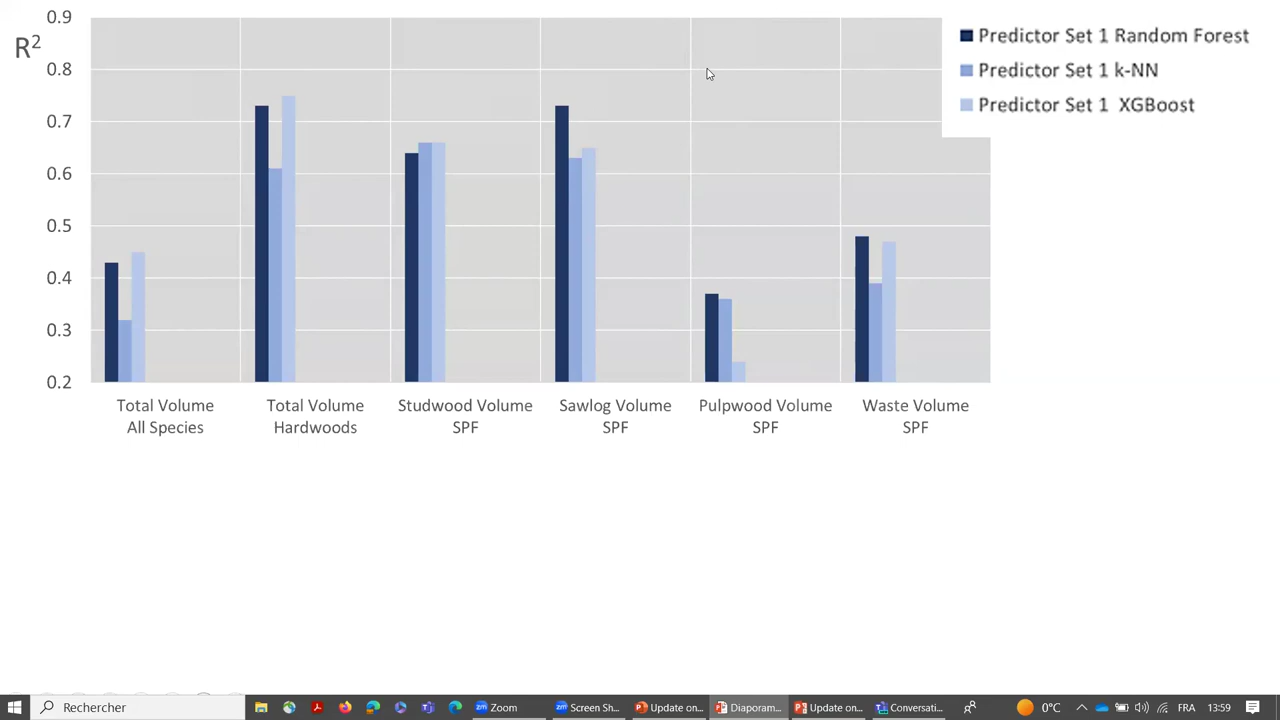 R²
0.9
0.8
0.7
0.6
0.5
0.4
0.3
0.2
Predictor Set 1 Random Forest
Predictor Set 1 k-NN
Predictor Set 1 XGBoost
Total Volume
All Species
Total Volume
Hardwoods
Studwood Volume
SPF
Sawlog Volume
SPF
Pulpwood Volume
SPF
Waste Volume
SPF
Rechercher
Zoom
Screen Sh...
Update on...
Diaporam...
Update on...
Conversati...
0°C
FRA
13:59